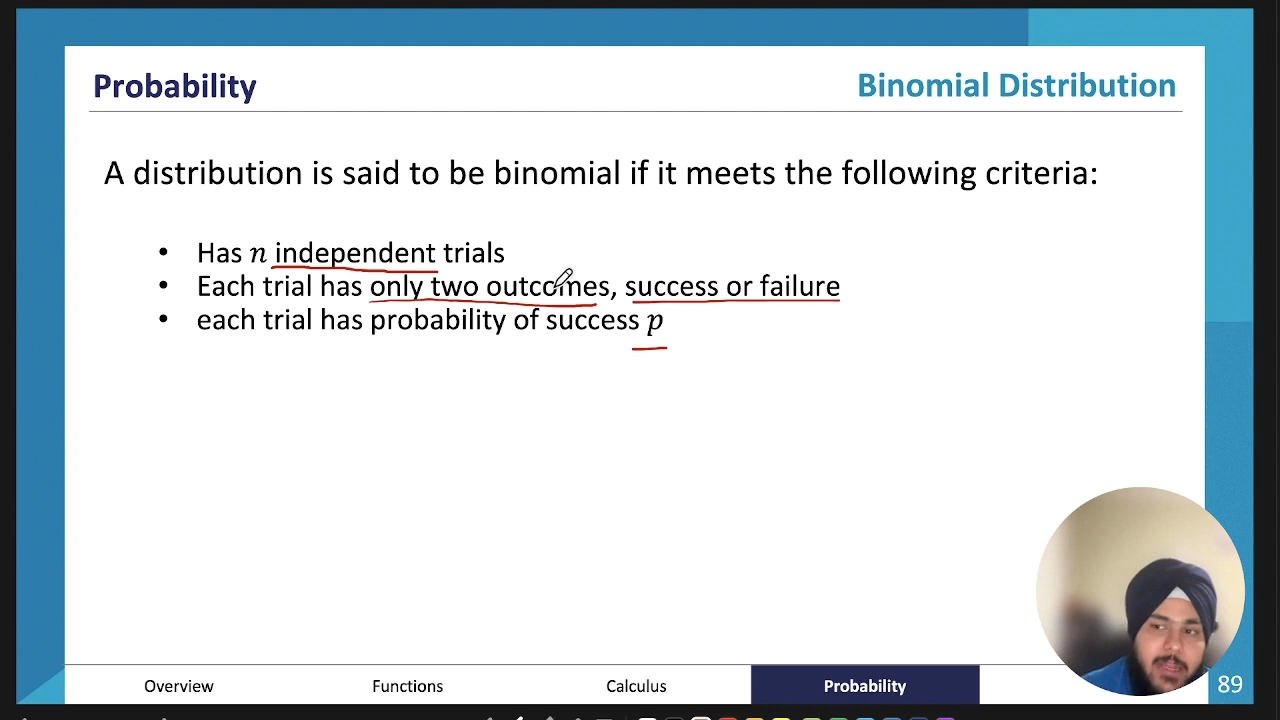 Probability
Binomial Distribution
A distribution is said to be binomial if it meets the following criteria:
• Has n independent trials
• Each trial has only two outcomes, success or failure
• each trial has probability of success p
Overview
Functions
Calculus
Probability
89